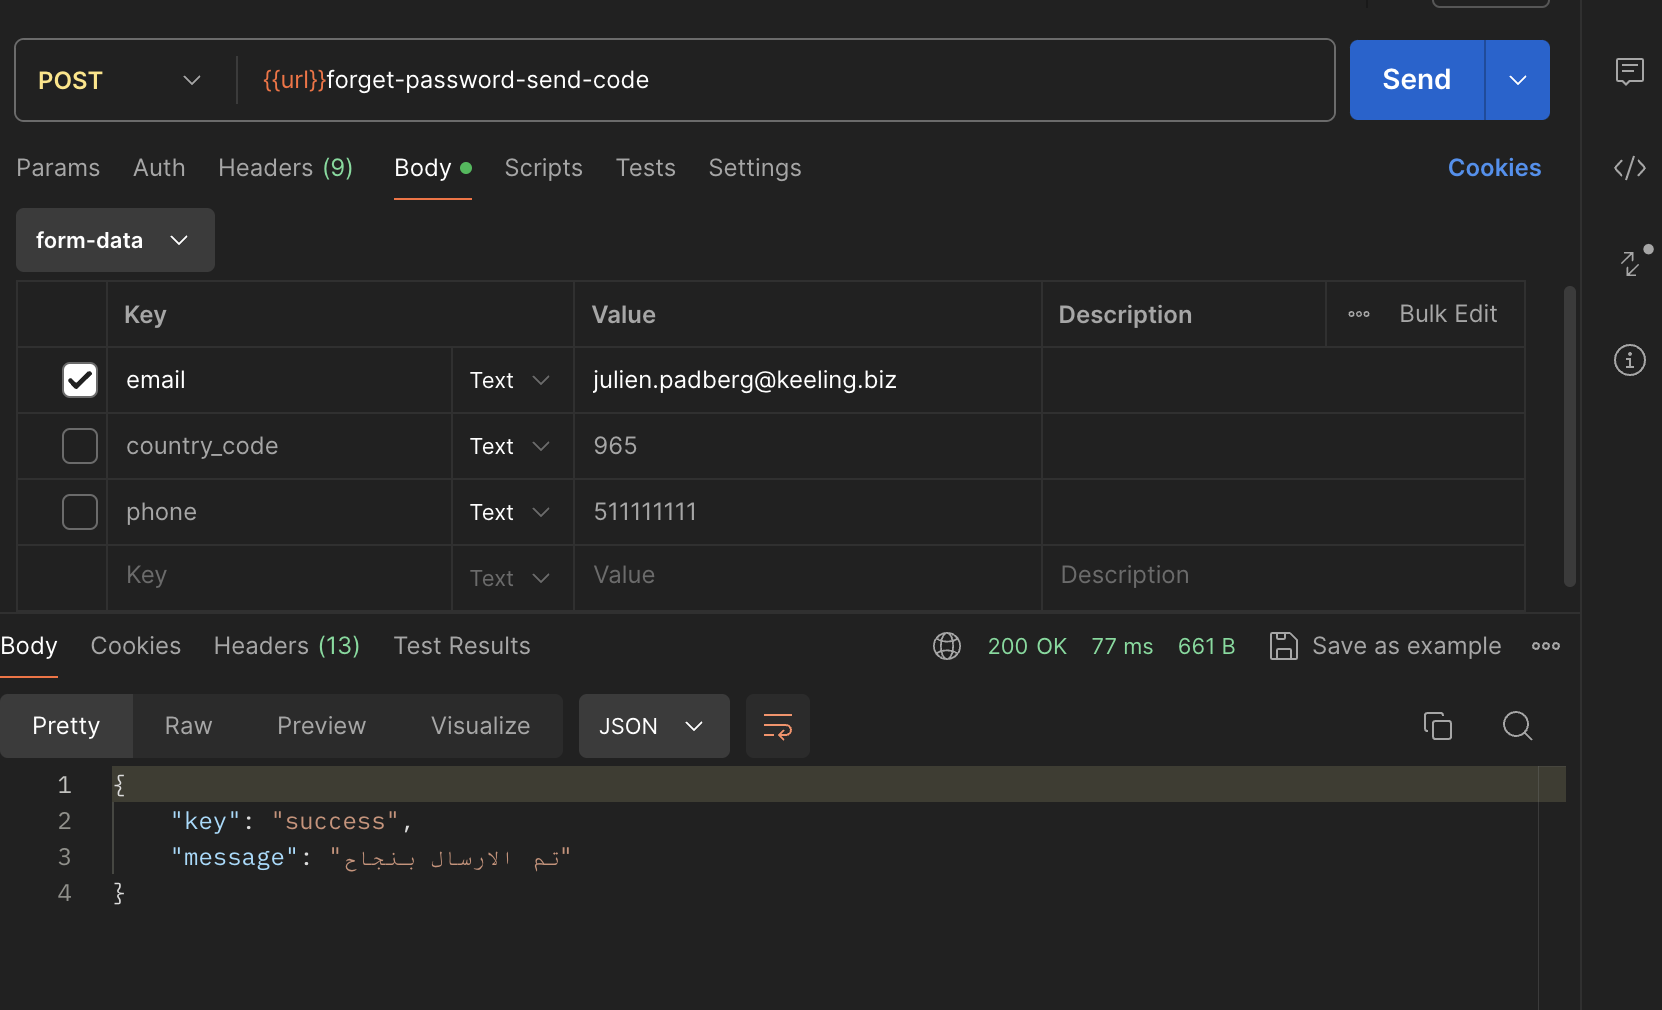 POST {{url}}forget-password-send-code Send
Params Auth Headers (9) Body Scripts Tests Settings Cookies
form-data
Key Value Description Bulk Edit
email Text julien.padberg@keeling.biz
country_code Text 965
phone Text 511111111
Key Text Value Description
Body Cookies Headers (13) Test Results 200 OK 77 ms 661 B Save as example
Pretty Raw Preview Visualize JSON
1 {
2 "key": "success",
3 "message": "تم الارسال بنجاح"
4 }